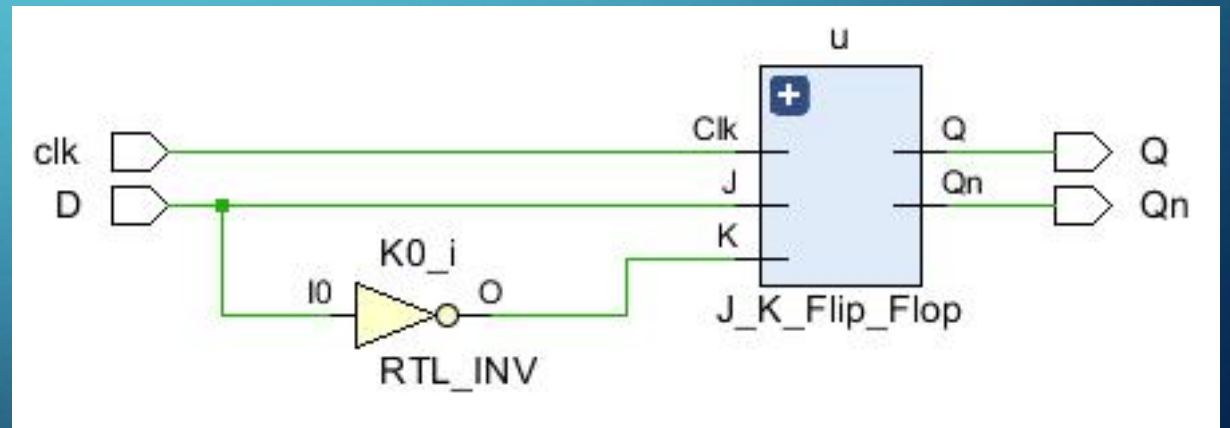 u
clk
Clk
Q
Q
D
J
Qn
Qn
K
K0_i
I0
O
RTL_INV
J_K_Flip_Flop